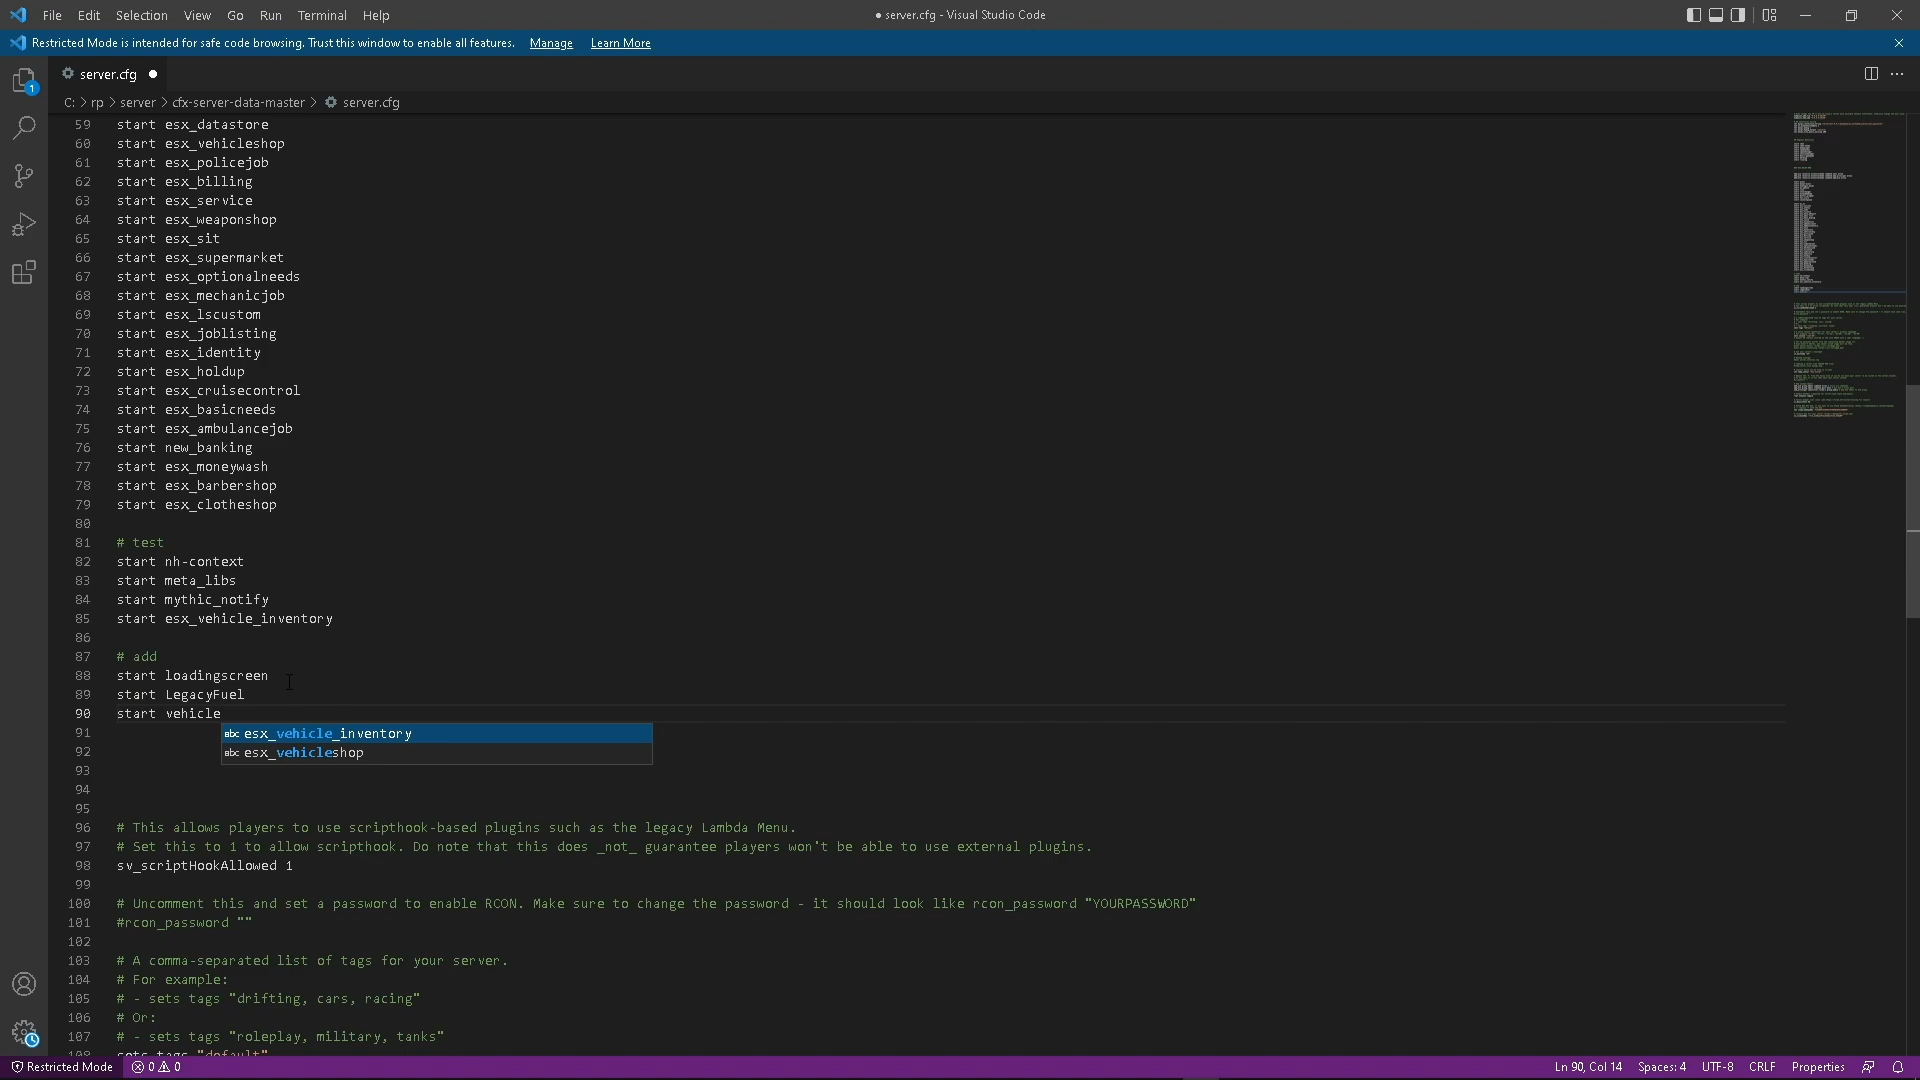 File Edit Selection View Go Run Terminal Help
● server.cfg - Visual Studio Code
Restricted Mode is intended for safe code browsing. Trust this window to enable all features. Manage Learn More
server.cfg
C: > rp > server > cfx-server-data-master > server.cfg
59 start esx_datastore
60 start esx_vehicleshop
61 start esx_policejob
62 start esx_billing
63 start esx_service
64 start esx_weaponshop
65 start esx_sit
66 start esx_supermarket
67 start esx_optionalneeds
68 start esx_mechanicjob
69 start esx_lscustom
70 start esx_joblisting
71 start esx_identity
72 start esx_holdup
73 start esx_cruisecontrol
74 start esx_basicneeds
75 start esx_ambulancejob
76 start new_banking
77 start esx_moneywash
78 start esx_barbershop
79 start esx_clotheshop
80
81 # test
82 start nh-context
83 start meta_libs
84 start mythic_notify
85 start esx_vehicle_inventory
86
87 # add
88 start loadingscreen
89 start LegacyFuel
90 start vehicle
91 abc esx_vehicle_inventory
92 abc esx_vehicleshop
93
94
95
96 # This allows players to use scripthook-based plugins such as the legacy Lambda Menu.
97 # Set this to 1 to allow scripthook. Do note that this does _not_ guarantee players won't be able to use external plugins.
98 sv_scriptHookAllowed 1
99
100 # Uncomment this and set a password to enable RCON. Make sure to change the password - it should look like rcon_password "YOURPASSWORD"
101 #rcon_password ""
102
103 # A comma-separated list of tags for your server.
104 # For example:
105 # - sets tags "drifting, cars, racing"
106 # Or:
107 # - sets tags "roleplay, military, tanks"
108 sets tags "default"
1
Restricted Mode 0 0 Ln 90, Col 14 Spaces: 4 UTF-8 CRLF Properties